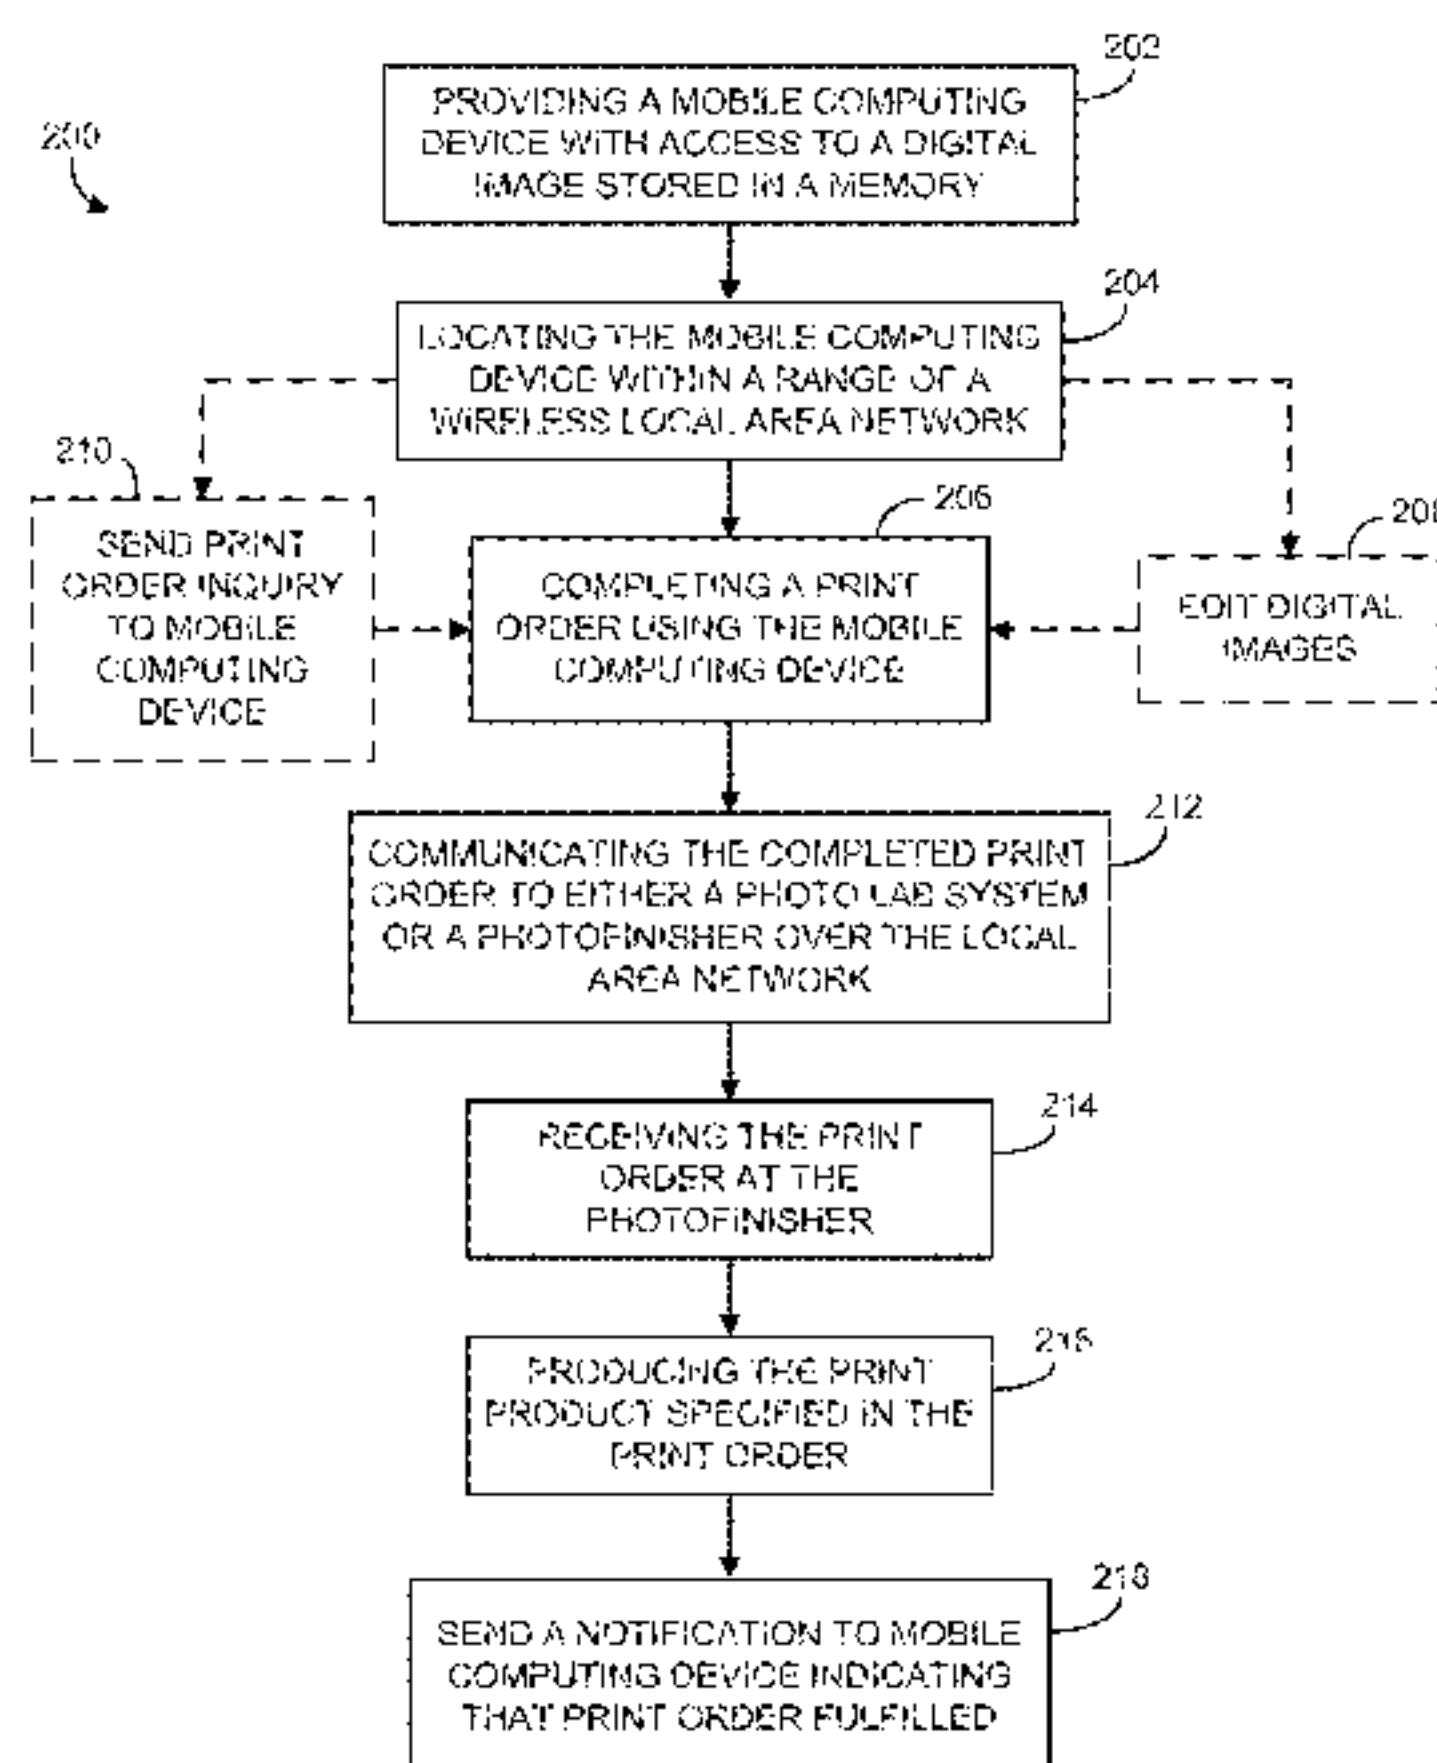 202
200
PROVIDING A MOBILE COMPUTING
DEVICE WITH ACCESS TO A DIGITAL
IMAGE STORED IN A MEMORY
204
LOCATING THE MOBILE COMPUTING
DEVICE WITHIN A RANGE OF A
WIRELESS LOCAL AREA NETWORK
210
SEND PRINT
ORDER INQUIRY
TO MOBILE
COMPUTING
DEVICE
206
COMPLETING A PRINT
ORDER USING THE MOBILE
COMPUTING DEVICE
EDIT DIGITAL
IMAGES
212
COMMUNICATING THE COMPLETED PRINT
ORDER TO EITHER A PHOTO LAB SYSTEM
OR A PHOTOFINISHER OVER THE LOCAL
AREA NETWORK
214
RECEIVING THE PRINT
ORDER AT THE
PHOTOFINISHER
216
PRODUCING THE PRINT
PRODUCT SPECIFIED IN THE
PRINT ORDER
218
SEND A NOTIFICATION TO MOBILE
COMPUTING DEVICE INDICATING
THAT PRINT ORDER FULFILLED